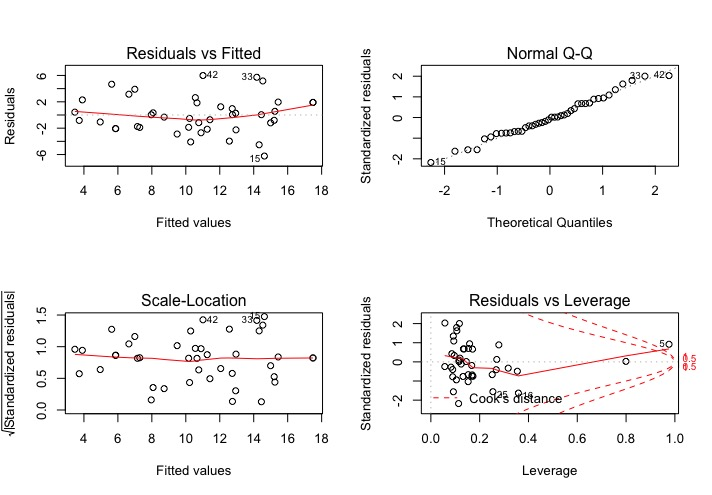 Residuals vs Fitted
Residuals
6
2
-2
-6
42
33
15
4 6 8 10 12 14 16 18
Fitted values
Normal Q-Q
Standardized residuals
2
1
0
-2
33
42
15
-2 -1 0 1 2
Theoretical Quantiles
Scale-Location
√|Standardized residuals|
1.5
1.0
0.5
0.0
42
33
15
4 6 8 10 12 14 16 18
Fitted values
Residuals vs Leverage
Standardized residuals
2
1
0
-2
5
1
0.5
0.5
25
Cook's distance
0.0 0.2 0.4 0.6 0.8 1.0
Leverage